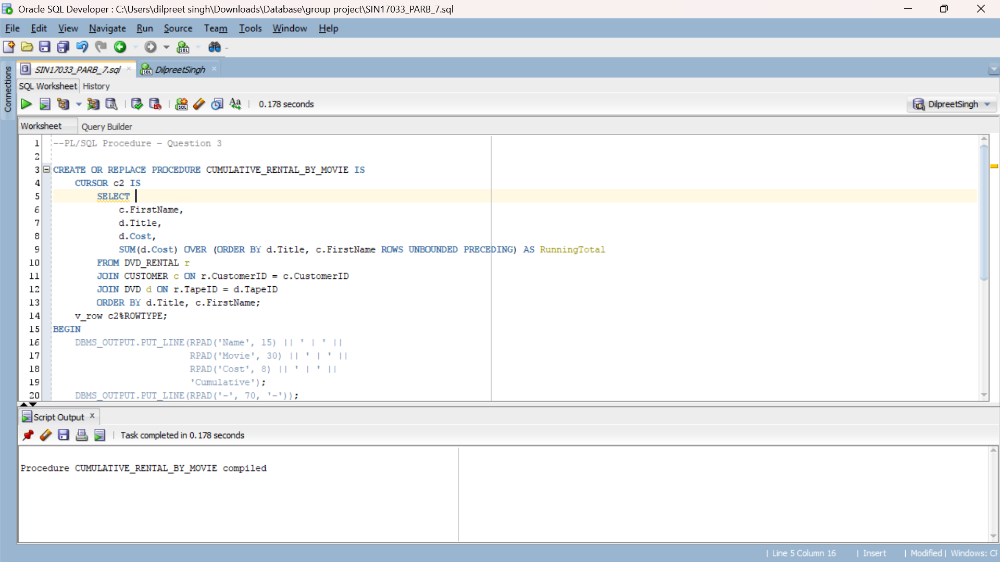 Oracle SQL Developer : C:\Users\dilpreet singh\Downloads\Database\group project\SIN17033_PARB_7.sql
File Edit View Navigate Run Source Team Tools Window Help
SIN17033_PARB_7.sql DilpreetSingh
Connections
SQL Worksheet History
0.178 seconds
DilpreetSingh
Worksheet Query Builder
1 --PL/SQL Procedure - Question 3
2
3 CREATE OR REPLACE PROCEDURE CUMULATIVE_RENTAL_BY_MOVIE IS
4 CURSOR c2 IS
5 SELECT
6 c.FirstName,
7 d.Title,
8 d.Cost,
9 SUM(d.Cost) OVER (ORDER BY d.Title, c.FirstName ROWS UNBOUNDED PRECEDING) AS RunningTotal
10 FROM DVD_RENTAL r
11 JOIN CUSTOMER c ON r.CustomerID = c.CustomerID
12 JOIN DVD d ON r.TapeID = d.TapeID
13 ORDER BY d.Title, c.FirstName;
14 v_row c2%ROWTYPE;
15 BEGIN
16 DBMS_OUTPUT.PUT_LINE(RPAD('Name', 15) || ' | ' ||
17 RPAD('Movie', 30) || ' | ' ||
18 RPAD('Cost', 8) || ' | ' ||
19 'Cumulative');
20 DBMS_OUTPUT.PUT_LINE(RPAD('-', 70, '-'));
Script Output
Task completed in 0.178 seconds
Procedure CUMULATIVE_RENTAL_BY_MOVIE compiled
| Line 5 Column 16 | Insert | Modified | Windows: